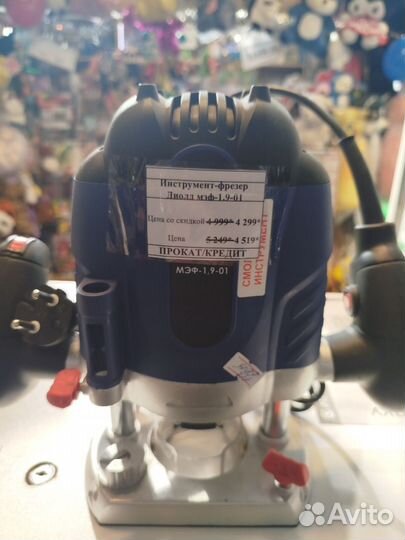 Инструмент-фрезер
Диолд мэф-1,9-01
Цена со скидкой 4 999* 4 299*
Цена 5 249* 4 519*
ПРОКАТ/КРЕДИТ
МЭФ-1,9-01
ИНСТРУМЕНТ
Avito